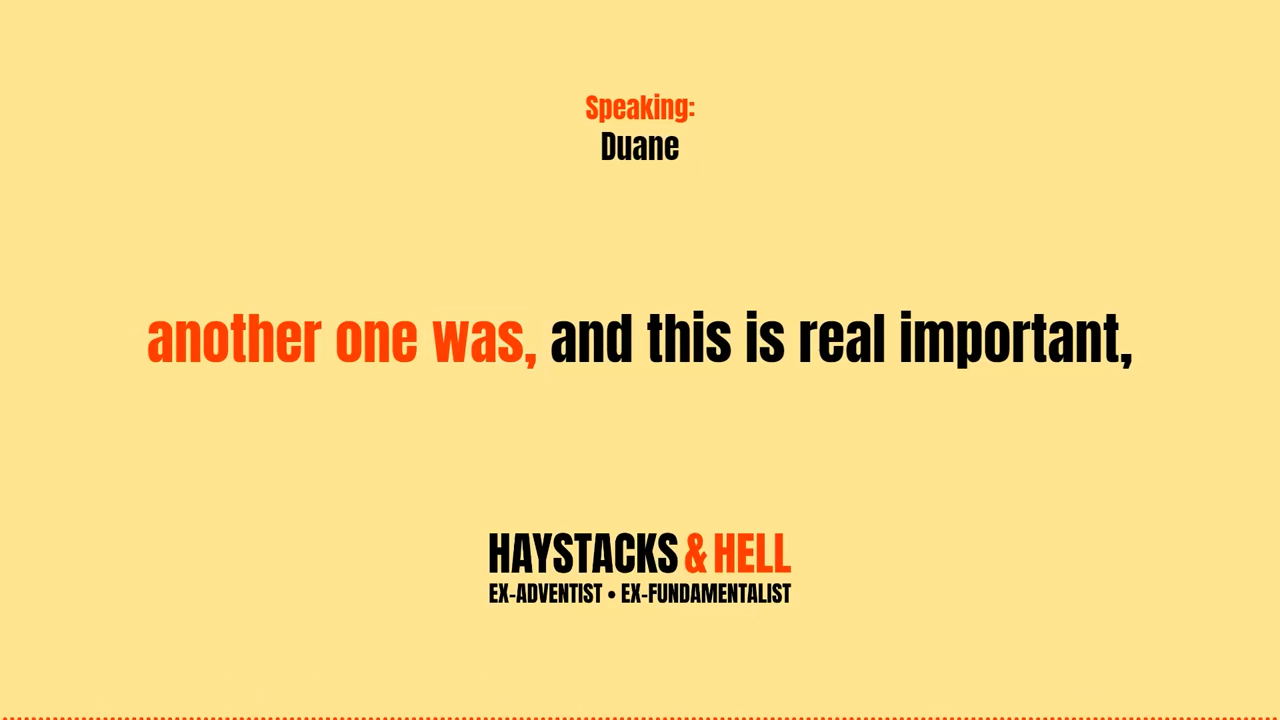 Speaking:
Duane
another one was, and this is real important,
HAYSTACKS & HELL
EX-ADVENTIST • EX-FUNDAMENTALIST